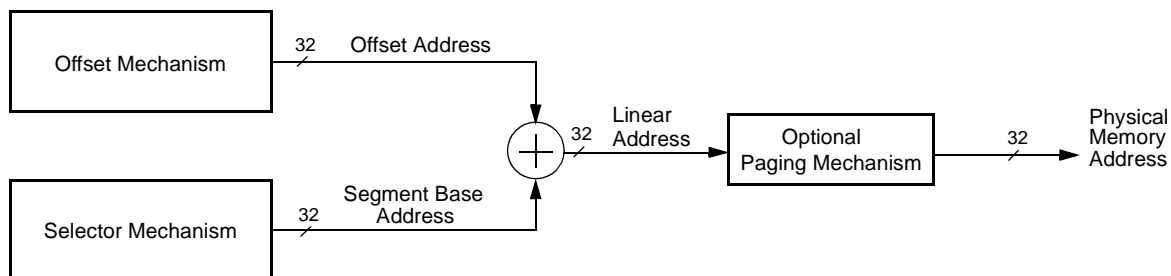 Offset Mechanism
32
Offset Address
Selector Mechanism
32
Segment Base
Address
32
Linear
Address
Optional
Paging Mechanism
32
Physical
Memory
Address